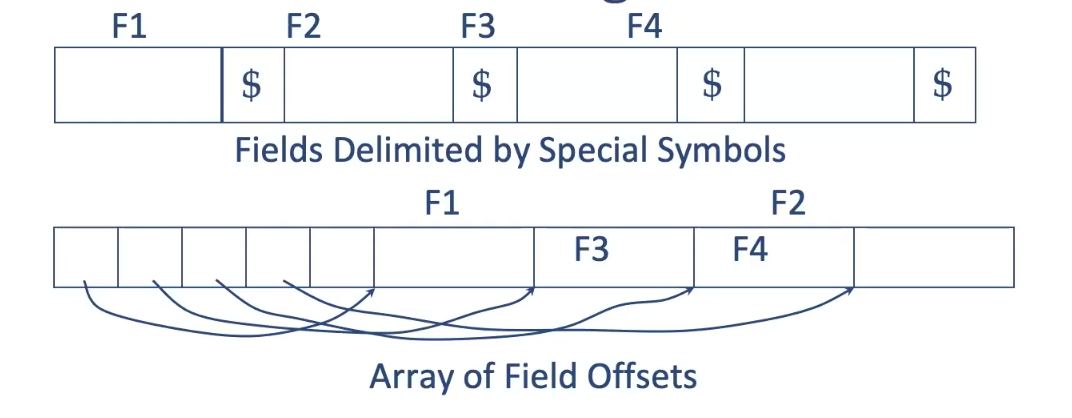 F1 F2 F3 F4
$ $ $ $
Fields Delimited by Special Symbols
F1 F2
F3 F4
Array of Field Offsets